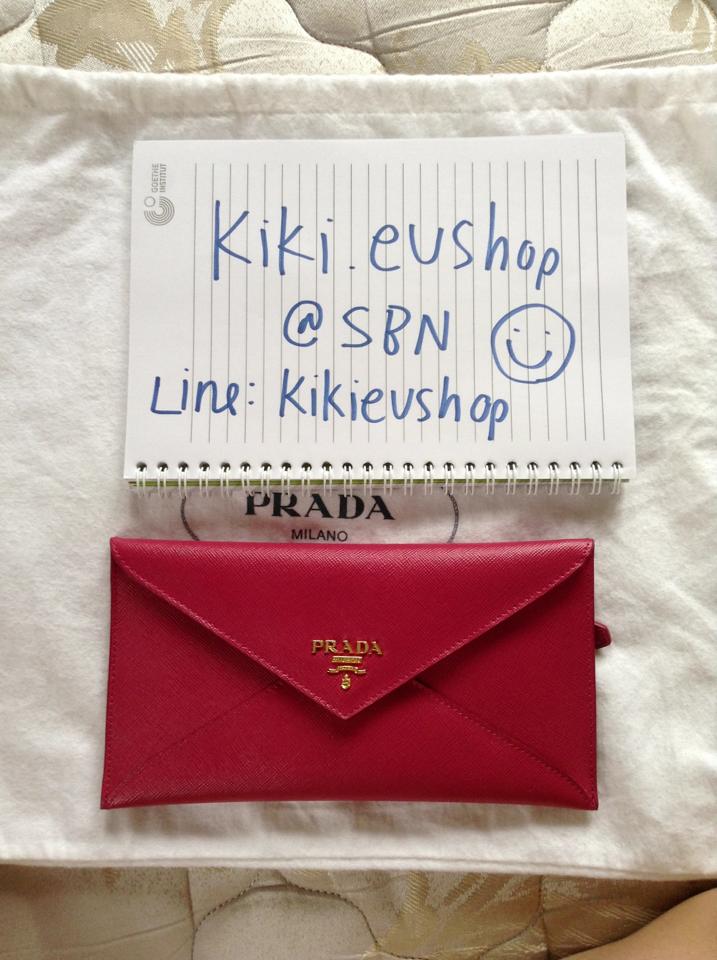 GOETHE
INSTITUT
Kiki.eushop
@SBN
Line: kikieushop
PRADA
MILANO
PRADA